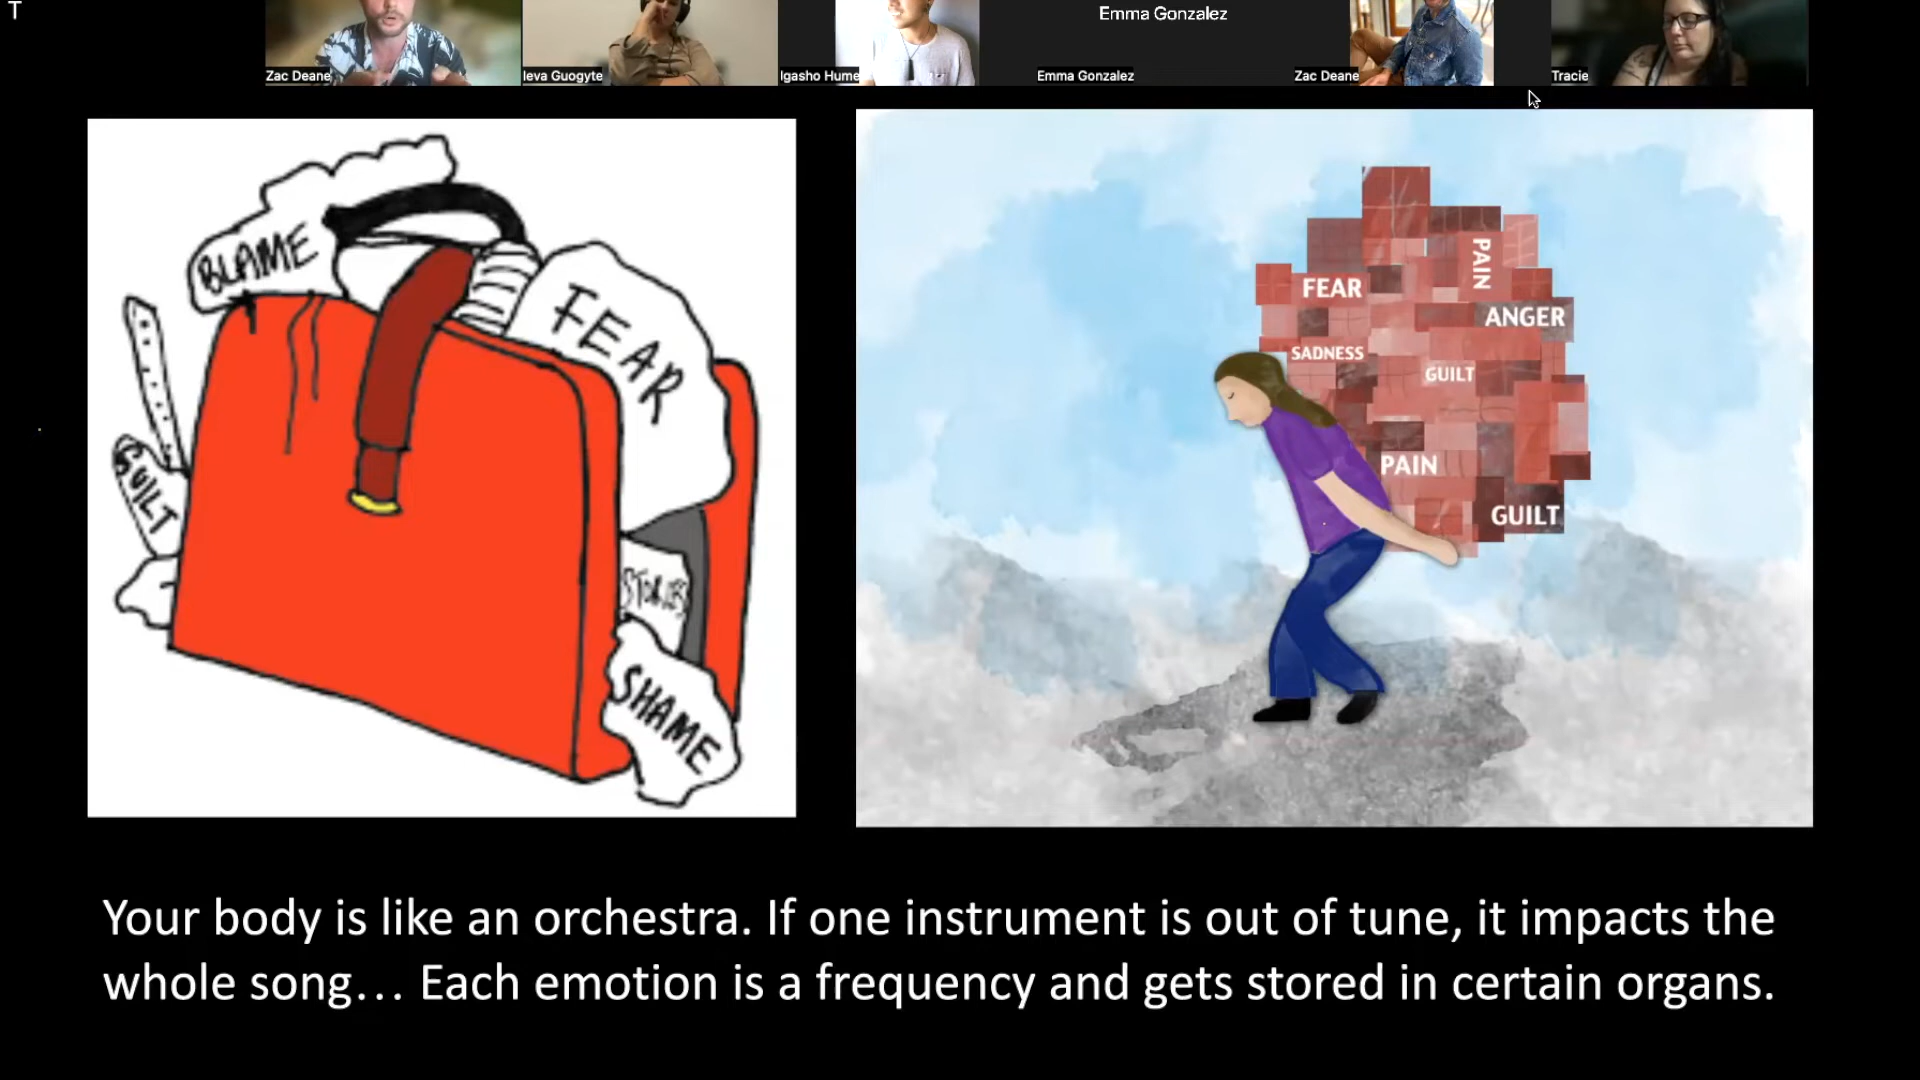 T
Emma Gonzalez
Zac Deane
Ieva Guogyte
Igasho Hume
Emma Gonzalez
Zac Deane
Tracie
BLAME
FEAR
GUILT
STORIES
SHAME
PAIN
FEAR
ANGER
SADNESS
GUILT
PAIN
GUILT
Your body is like an orchestra. If one instrument is out of tune, it impacts the
whole song… Each emotion is a frequency and gets stored in certain organs.